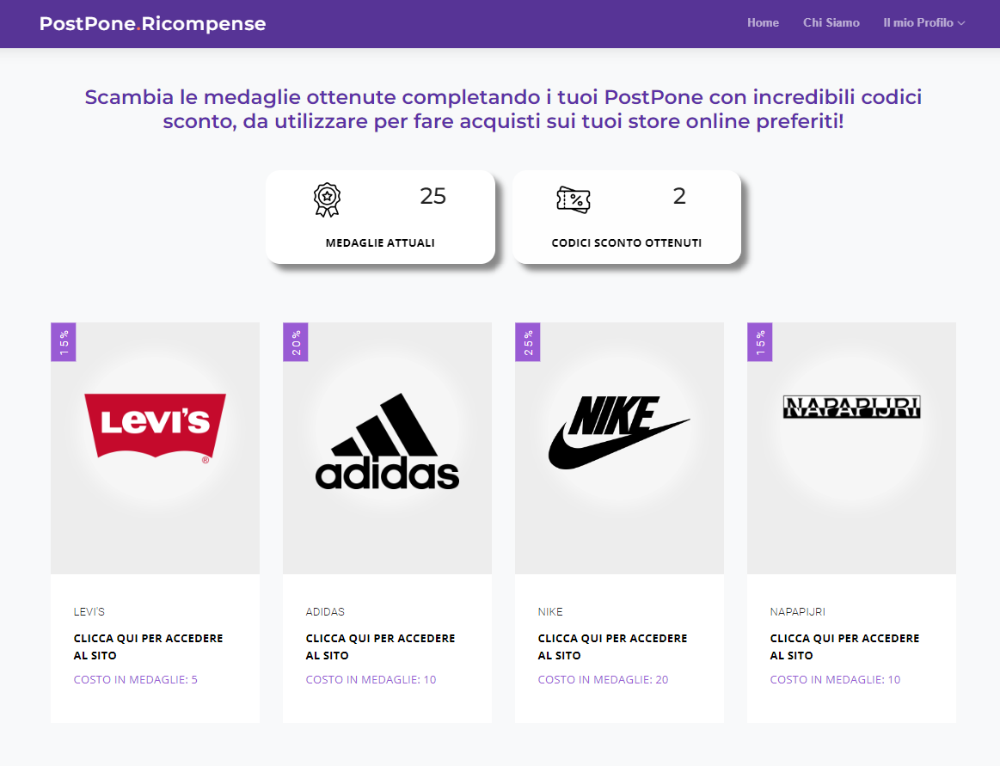 PostPone.Ricompense
Home
Chi Siamo
Il mio Profilo
Scambia le medaglie ottenute completando i tuoi PostPone con incredibili codici
sconto, da utilizzare per fare acquisti sui tuoi store online preferiti!
25
MEDAGLIE ATTUALI
%
2
CODICI SCONTO OTTENUTI
15%
LEVI'S
®
LEVI'S
CLICCA QUI PER ACCEDERE
AL SITO
COSTO IN MEDAGLIE: 5
20%
adidas
ADIDAS
CLICCA QUI PER ACCEDERE
AL SITO
COSTO IN MEDAGLIE: 10
25%
NIKE
NIKE
CLICCA QUI PER ACCEDERE
AL SITO
COSTO IN MEDAGLIE: 20
15%
NAPAPIJRI
NAPAPIJRI
CLICCA QUI PER ACCEDERE
AL SITO
COSTO IN MEDAGLIE: 10